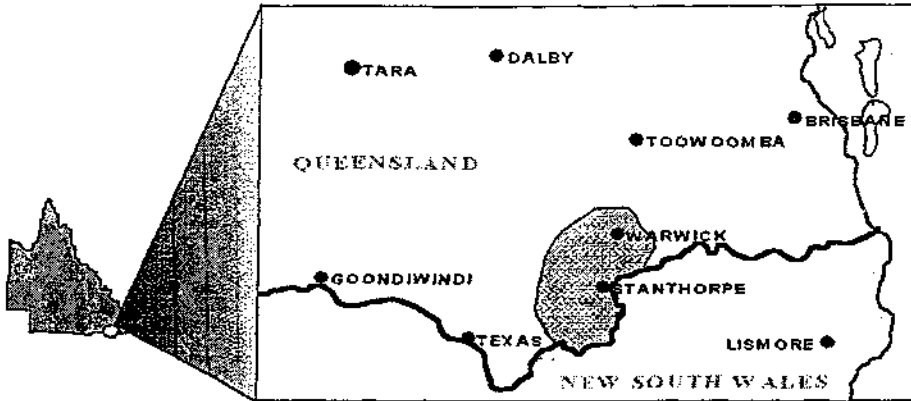 DALBY
TARA
BRISBANE
TOOWOOMBA
QUEENSLAND
WARWICK
GOONDIWINDI
STANTHORPE
TEXAS
LISMORE
NEW SOUTH WALES